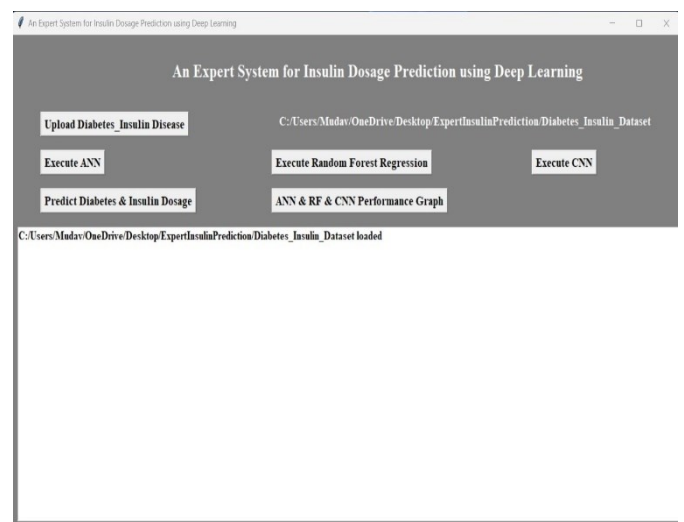 An Expert System for Insulin Dosage Prediction using Deep Learning
An Expert System for Insulin Dosage Prediction using Deep Learning
Upload Diabetes_Insulin Disease
C:/Users/Mudav/OneDrive/Desktop/ExpertInsulinPrediction/Diabetes_Insulin_Dataset
Execute ANN
Execute Random Forest Regression
Execute CNN
Predict Diabetes & Insulin Dosage
ANN & RF & CNN Performance Graph
C:/Users/Mudav/OneDrive/Desktop/ExpertInsulinPrediction/Diabetes_Insulin_Dataset loaded